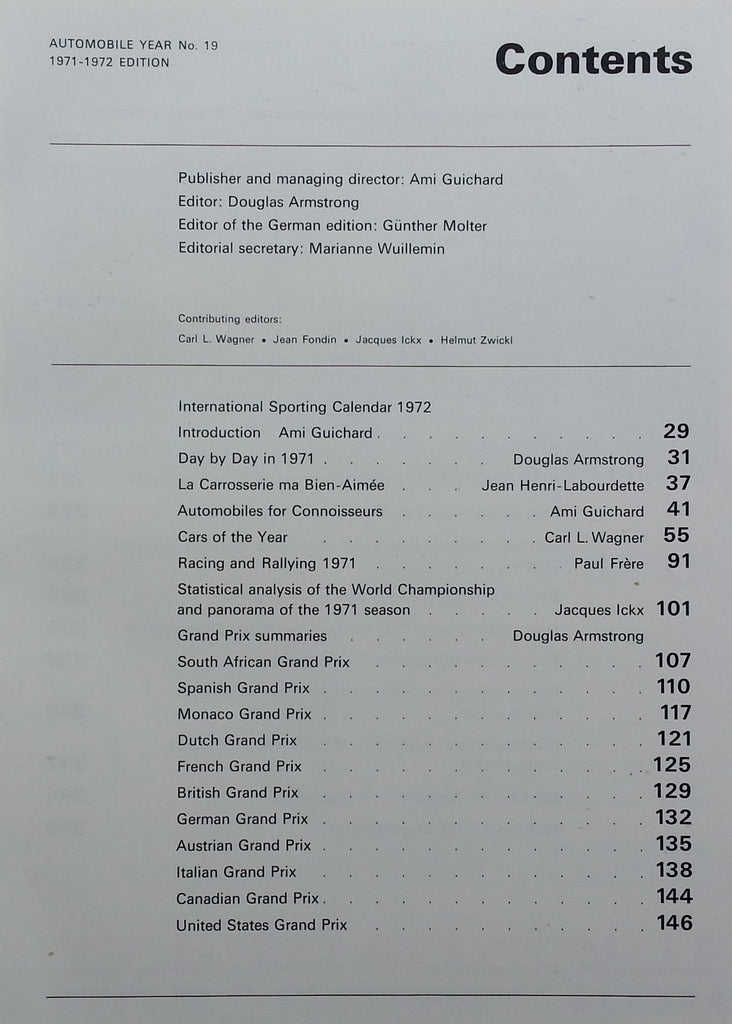 AUTOMOBILE YEAR No. 19
1971-1972 EDITION
Contents
Publisher and managing director: Ami Guichard
Editor: Douglas Armstrong
Editor of the German edition: Günther Molter
Editorial secretary: Marianne Wuillemin
Contributing editors:
Carl L. Wagner • Jean Fondin • Jacques Ickx • Helmut Zwickl
International Sporting Calendar 1972
Introduction Ami Guichard . . . . . . . . . . . 29
Day by Day in 1971 . . . . . . . Douglas Armstrong 31
La Carrosserie ma Bien-Aimée . . . . Jean Henri-Labourdette 37
Automobiles for Connoisseurs . . . . . . Ami Guichard 41
Cars of the Year . . . . . . . . . Carl L. Wagner 55
Racing and Rallying 1971 . . . . . . . . Paul Frère 91
Statistical analysis of the World Championship
and panorama of the 1971 season . . . . . Jacques Ickx 101
Grand Prix summaries . . . . . . Douglas Armstrong
South African Grand Prix . . . . . . . . . . . 107
Spanish Grand Prix . . . . . . . . . . . . . 110
Monaco Grand Prix . . . . . . . . . . . . . 117
Dutch Grand Prix . . . . . . . . . . . . . 121
French Grand Prix . . . . . . . . . . . . . 125
British Grand Prix . . . . . . . . . . . . . 129
German Grand Prix . . . . . . . . . . . . . 132
Austrian Grand Prix . . . . . . . . . . . . . 135
Italian Grand Prix . . . . . . . . . . . . . 138
Canadian Grand Prix . . . . . . . . . . . . . 144
United States Grand Prix . . . . . . . . . . . 146